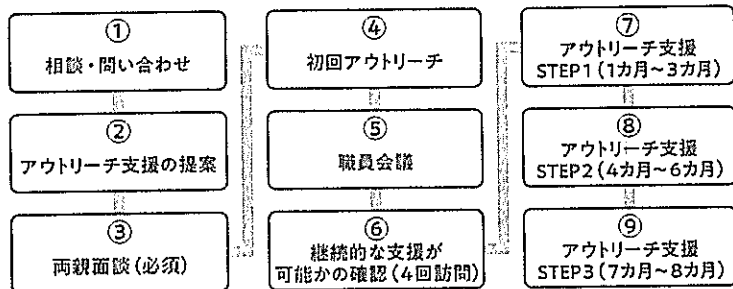 ①
相談・問い合わせ
②
アウトリーチ支援の提案
③
両親面談(必須)
④
初回アウトリーチ
⑤
職員会議
⑥
継続的な支援が
可能かの確認(4回訪問)
⑦
アウトリーチ支援
STEP1(1カ月~3カ月)
⑧
アウトリーチ支援
STEP2(4カ月~6カ月)
⑨
アウトリーチ支援
STEP3(7カ月~8カ月)